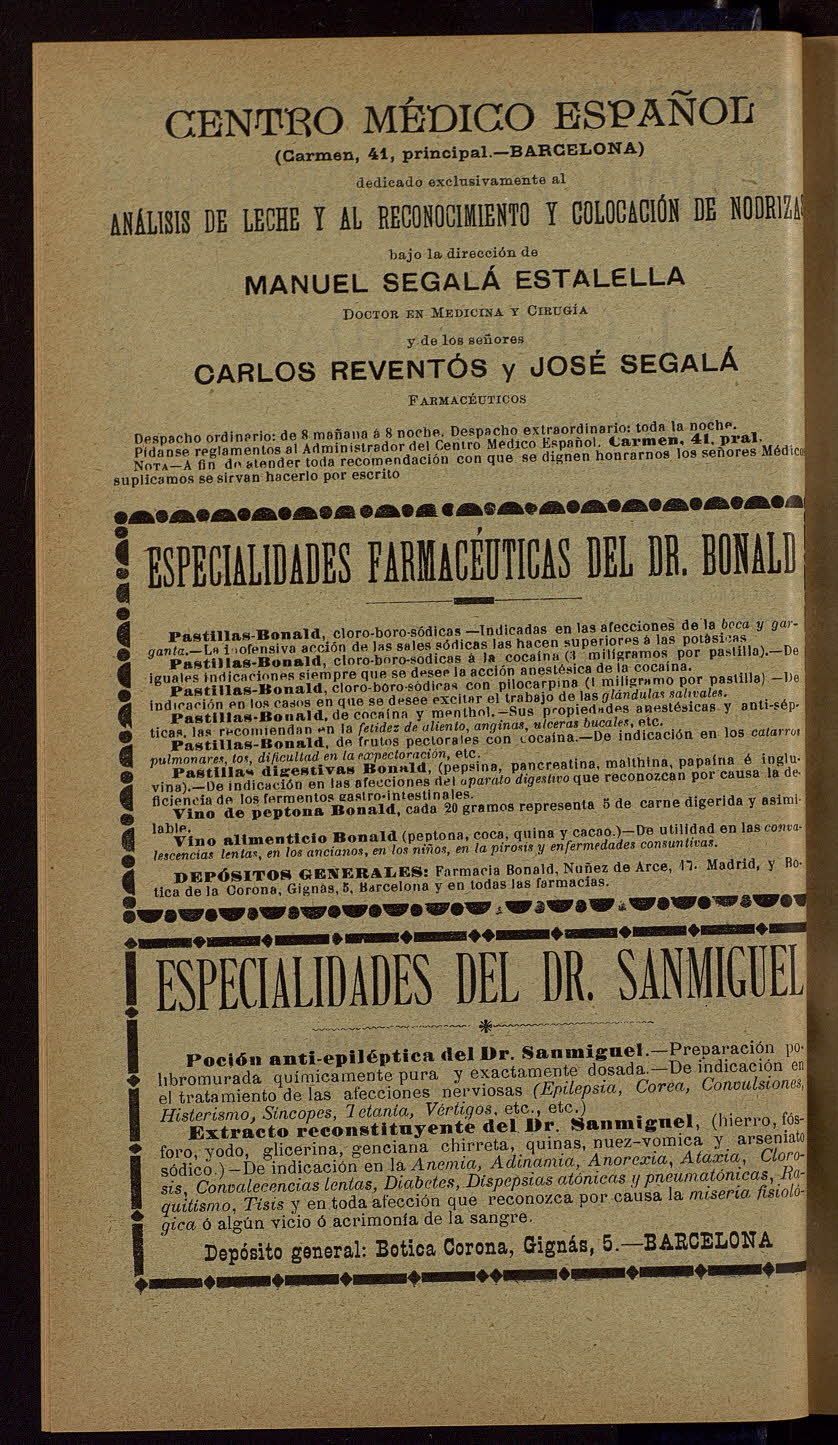 CENTRO MÉDICO ESPAÑOL
(Carmen, 41, principal.—BARCELONA)
dedicado exclusivamente al
ANÁLISIS DE LECHE Y AL RECONOCIMIENTO Y COLOCACIÓN DE NODRIZAS
bajo la dirección de
MANUEL SEGALÁ ESTALELLA
DOCTOR EN MEDICINA Y CIRUGÍA
y de los señores
CARLOS REVENTÓS y JOSÉ SEGALÁ
FARMACÉUTICOS
Despacho ordinario: de 8 mañana á 8 noche. Despacho extraordinario: toda la noche.
Pídanse reglamentos al Administrador del Centro Médico Español, Carmen, 41, pral.
NOTA—A fin de atender toda recomendación con que se dignen honrarnos los señores Médicos
suplicamos se sirvan hacerlo por escrito
ESPECIALIDADES FARMACÉUTICAS DEL DR. BONALD
Pastillas-Bonald, cloro-boro-sódicas—Indicadas en las afecciones de la boca y gar-
ganta.—La inofensiva acción de las sales sódicas las hacen superiores á las potásicas
Pastillas-Bonald, cloro-boro-sódicas á la cocaína (3 miligramos por pastilla).—De
iguales indicaciones siempre que se desee la acción anestésica de la cocaína.
Pastillas-Bonald, cloro-boro-sódicas con pilocarpina (1 miligramo por pastilla)—De
indicación en los casos en que se desee excitar el trabajo de las glándulas salivales.
Pastillas-Bonald, de cocaína y menthol.—Sus propiedades anestésicas y anti-sép-
ticas, las recomiendan en la fetidez de aliento, anginas, úlceras bucales, etc.
Pastillas-Bonald, de frutos pectorales con cocaína.—De indicación en los catarros
pulmonares, tos, dificultad en la expectoración, etc.
Pastillas digestivas Bonald, (pepsina, pancreatina, malthina, papaína é inglu-
vina).—De indicación en las afecciones del aparato digestivo que reconozcan por causa la de-
ficiencia de los fermentos gastro-intestinales.
Vino de peptona Bonald, cada 20 gramos representa 5 de carne digerida y asimi-
lable.
Vino alimenticio Bonald (peptona, coca, quina y cacao.)—De utilidad en las conva-
lescencias lentas, en los ancianos, en los niños, en la pirosis y enfermedades consuntivas.
DEPÓSITOS GENERALES: Farmacia Bonald, Nuñez de Arce, 17. Madrid, y Bo-
tica de la Corona, Gignás, 5, Barcelona y en todas las farmacias.
ESPECIALIDADES DEL DR. SANMIGUEL
Poción anti-epiléptica del Dr. Sanmiguel.—Preparación po-
libromurada químicamente pura y exactamente dosada.—De indicación en
el tratamiento de las afecciones nerviosas (Epilepsia, Corea, Convulsiones,
Histerismo, Síncopes, Tetania, Vértigos, etc., etc.)
Extracto reconstituyente del Dr. Sanmiguel, (hierro, fós-
foro, yodo, glicerina, genciana chirreta, quinas, nuez-vomica y arseniato
sódico.)—De indicación en la Anemia, Adinamia, Anorexia, Ataxia, Cloro-
sis, Convalecencias lentas, Diabetes, Dispepsias atónicas y pneumatónicas, Ra-
quitismo, Tisis y en toda afección que reconozca por causa la miseria fisioló-
gica ó algún vicio ó acrimonía de la sangre.
Depósito general: Botica Corona, Gignás, 5.—BARCELONA